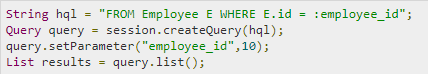 String hql = "FROM Employee E WHERE E.id = :employee_id";
Query query = session.createQuery(hql);
query.setParameter("employee_id",10);
List results = query.list();